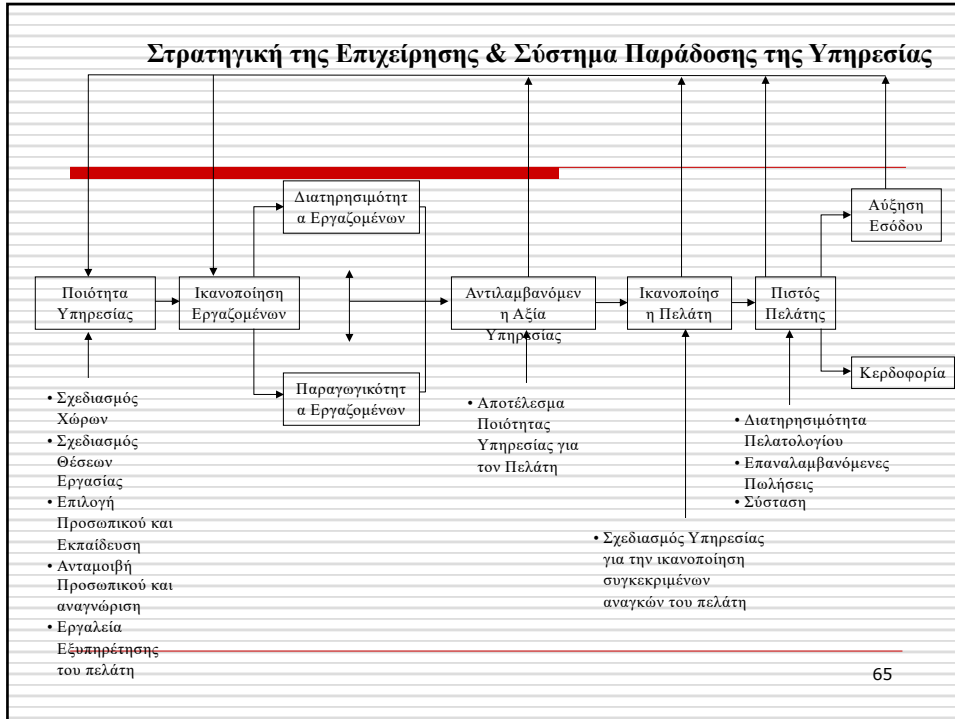 Στρατηγική της Επιχείρησης & Σύστημα Παράδοσης της Υπηρεσίας
Διατηρησιμότητ
α Εργαζομένων
Αύξηση
Εσόδου
Ποιότητα
Υπηρεσίας
Ικανοποίηση
Εργαζομένων
Αντιλαμβανόμεν
η Αξία
Υπηρεσίας
Ικανοποίησ
η Πελάτη
Πιστός
Πελάτης
Παραγωγικότητ
α Εργαζομένων
Κερδοφορία
• Σχεδιασμός
Χώρων
• Σχεδιασμός
Θέσεων
Εργασίας
• Επιλογή
Προσωπικού και
Εκπαίδευση
• Ανταμοιβή
Προσωπικού και
αναγνώριση
• Εργαλεία
Εξυπηρέτησης
του πελάτη
• Αποτέλεσμα
Ποιότητας
Υπηρεσίας για
τον Πελάτη
• Σχεδιασμός Υπηρεσίας
για την ικανοποίηση
συγκεκριμένων
αναγκών του πελάτη
• Διατηρησιμότητα
Πελατολογίου
• Επαναλαμβανόμενες
Πωλήσεις
• Σύσταση
65